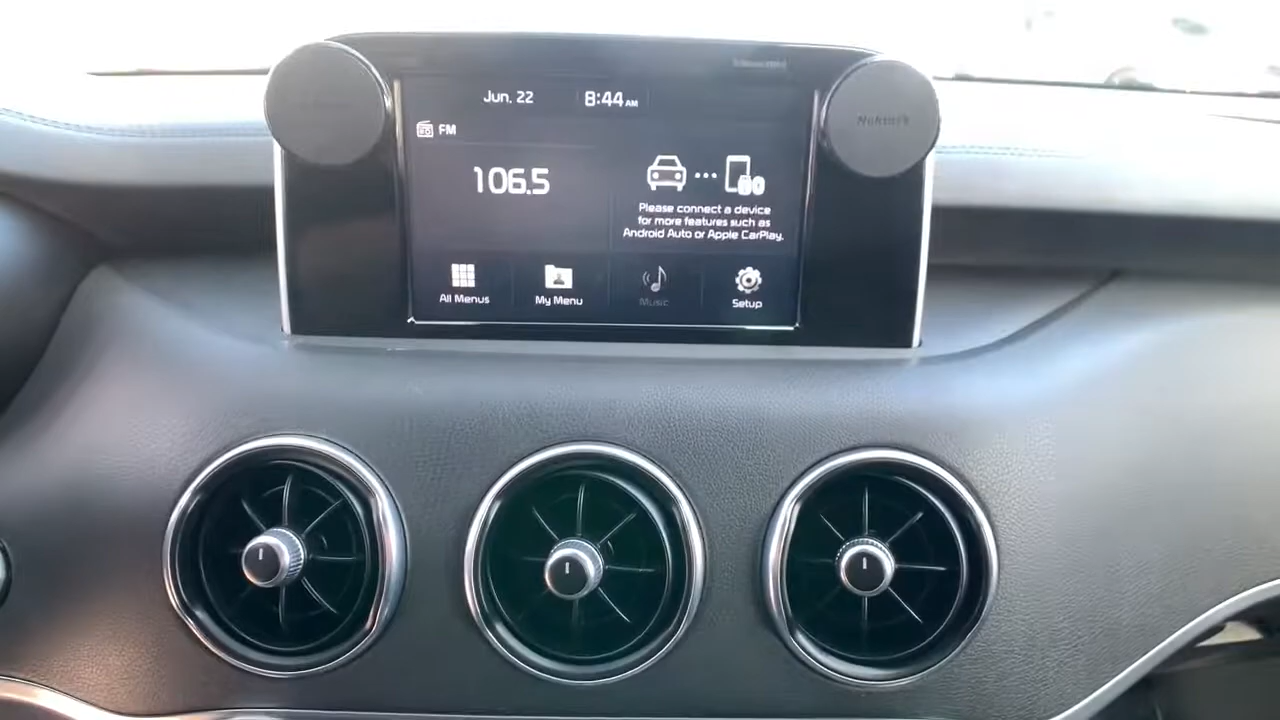 Jun. 22
8:44 AM
FM
106.5
Please connect a device
for more features such as
Android Auto or Apple CarPlay.
All Menus
My Menu
Music
Setup